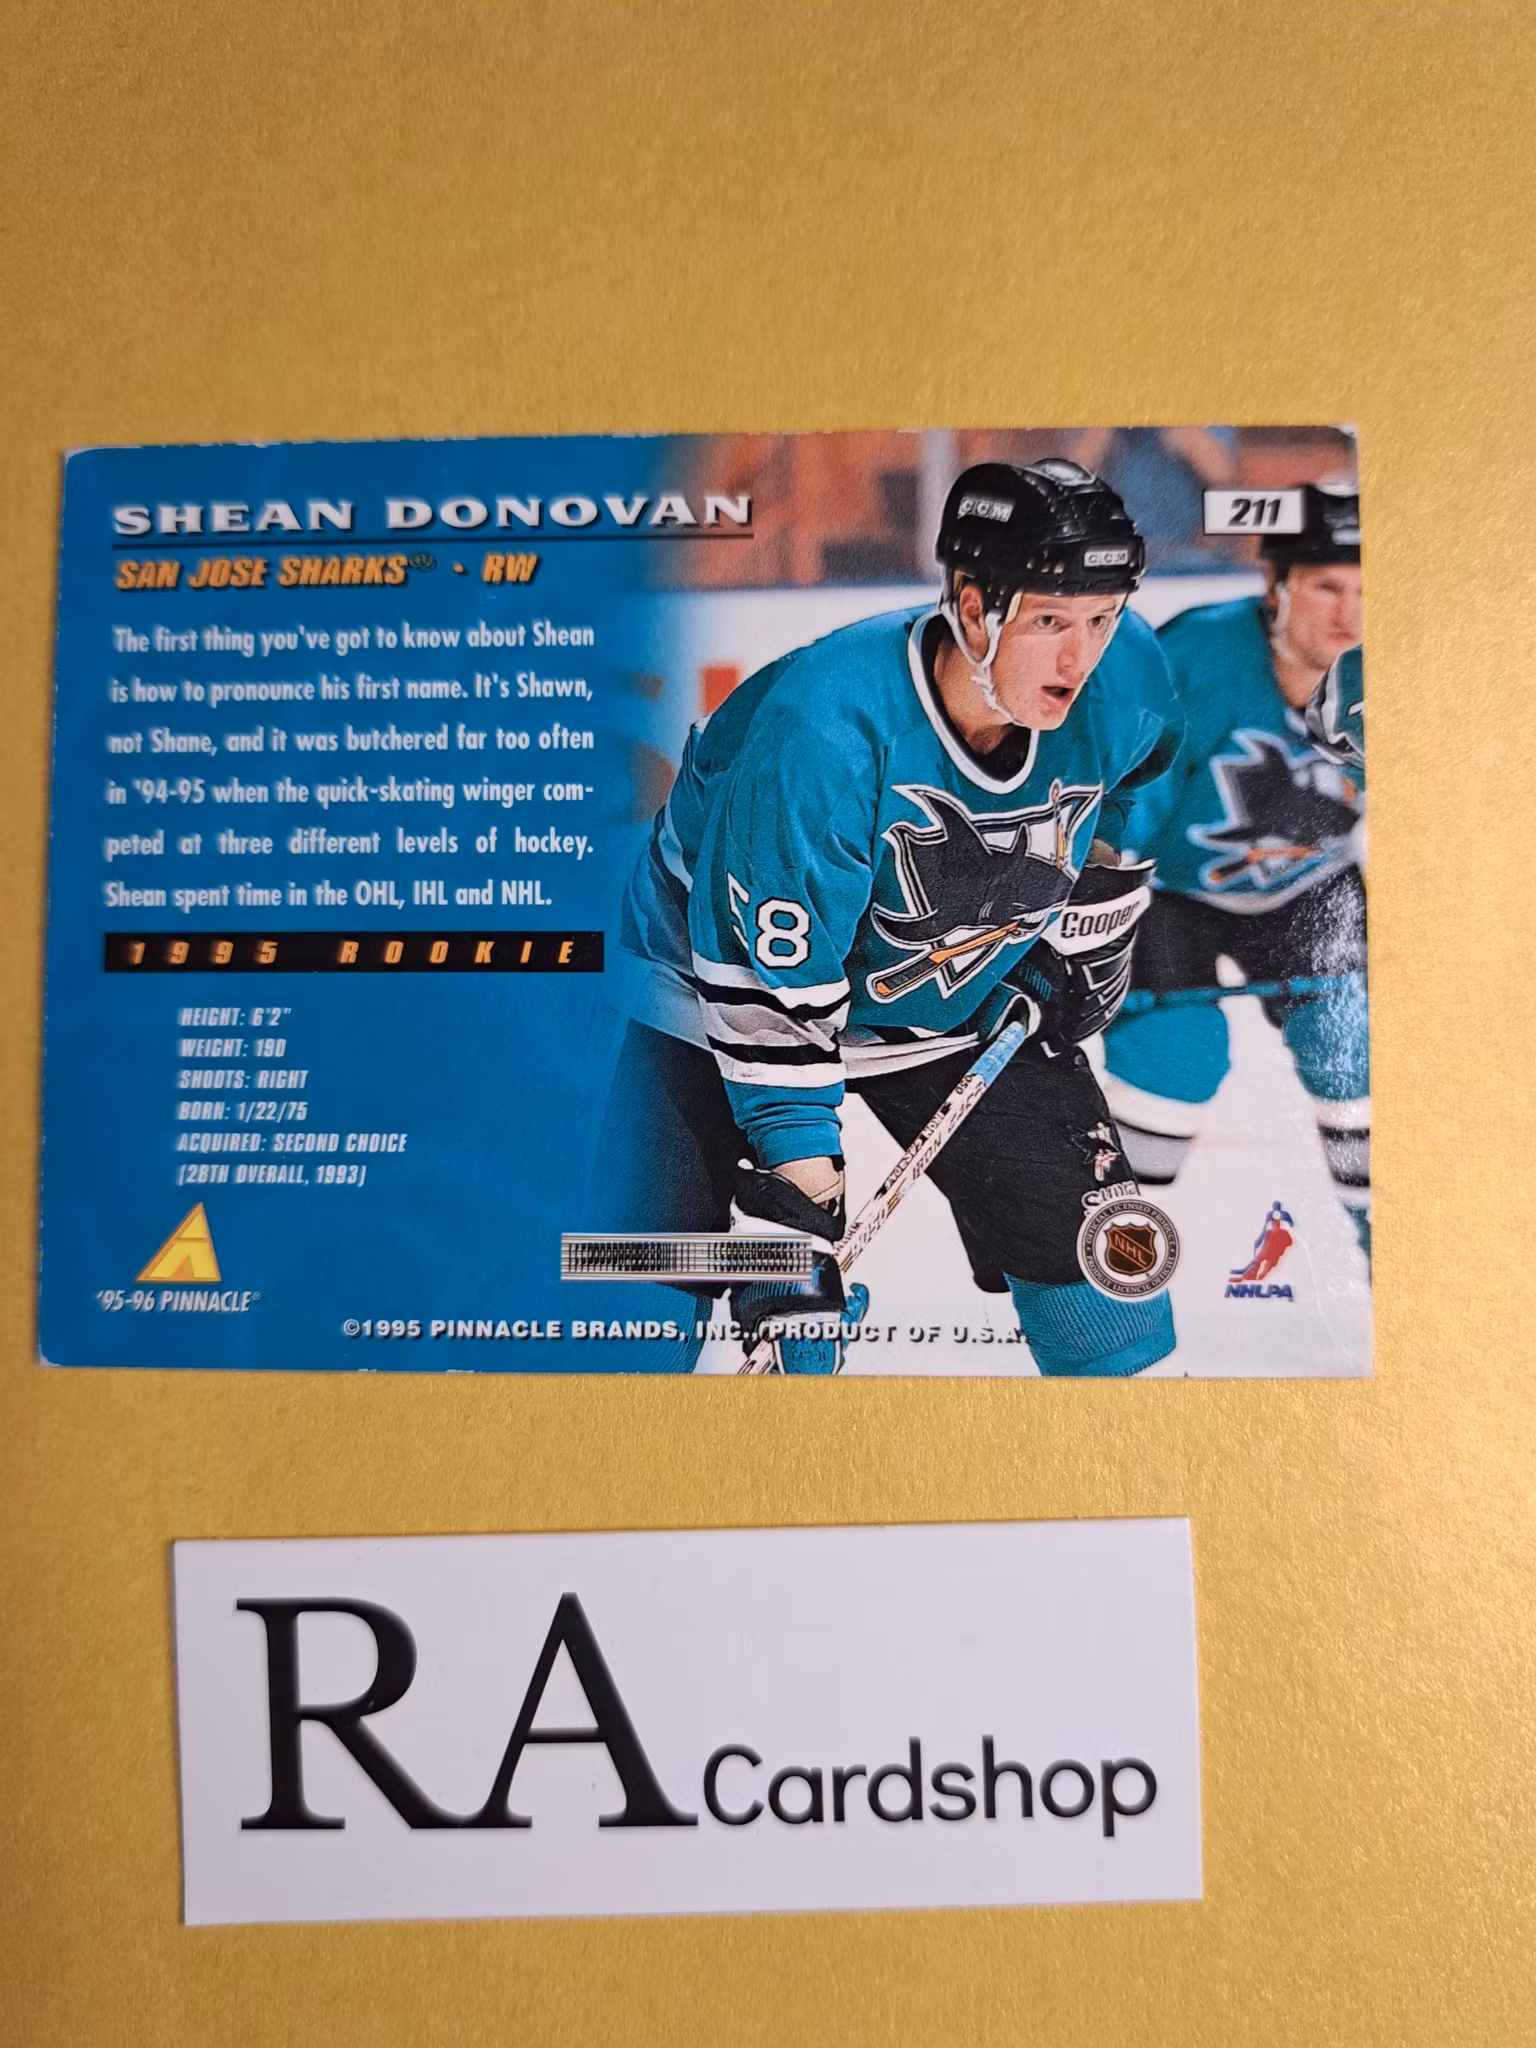 SHEAN DONOVAN
211
SAN JOSE SHARKS® · RW
The first thing you've got to know about Shean
is how to pronounce his first name. It's Shawn,
not Shane, and it was butchered far too often
in '94-95 when the quick-skating winger com-
peted at three different levels of hockey.
Shean spent time in the OHL, IHL and NHL.
1995 ROOKIE
HEIGHT: 6'2"
WEIGHT: 190
SHOOTS: RIGHT
BORN: 1/22/75
ACQUIRED: SECOND CHOICE
(28TH OVERALL, 1993)
'95-96 PINNACLE®
©1995 PINNACLE BRANDS, INC., PRODUCT OF U.S.A.
CCM
CCM
8
Cooper
NHL
NHLPA
RA Cardshop